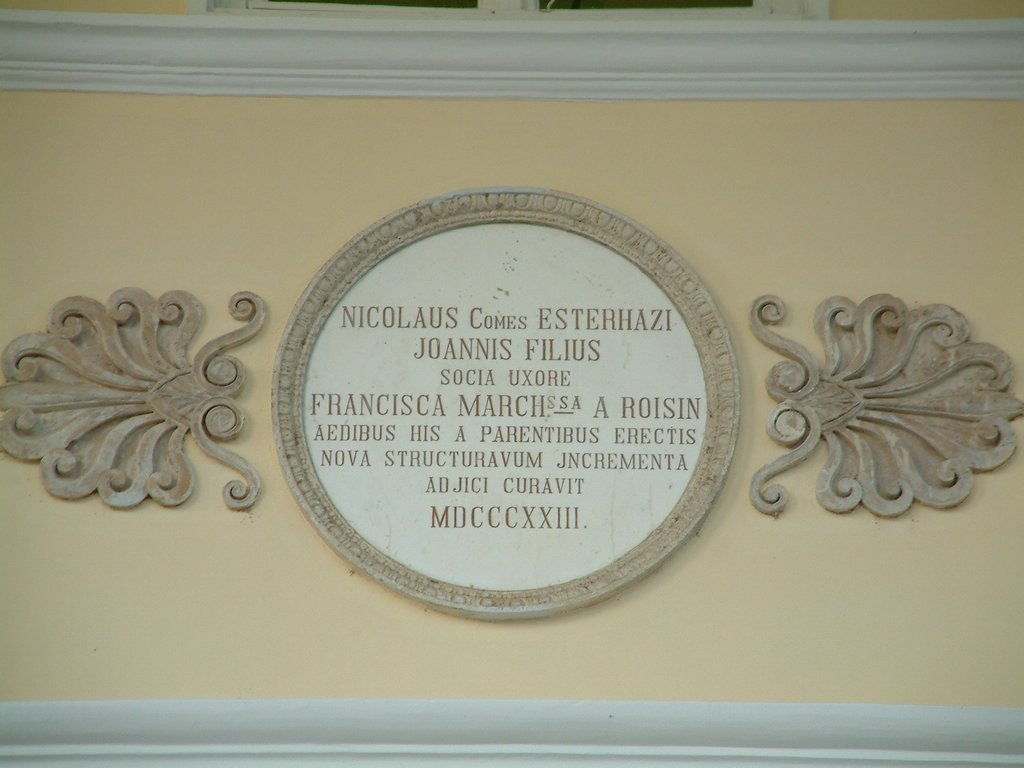 NICOLAUS COMES ESTERHAZI
JOANNIS FILIUS
SOCIA UXORE
FRANCISCA MARCHSSA A ROISIN
AEDIBUS HIS A PARENTIBUS ERECTIS
NOVA STRUCTURAVUM JNCREMENTA
ADJICI CURAVIT
MDCCCXXIII.